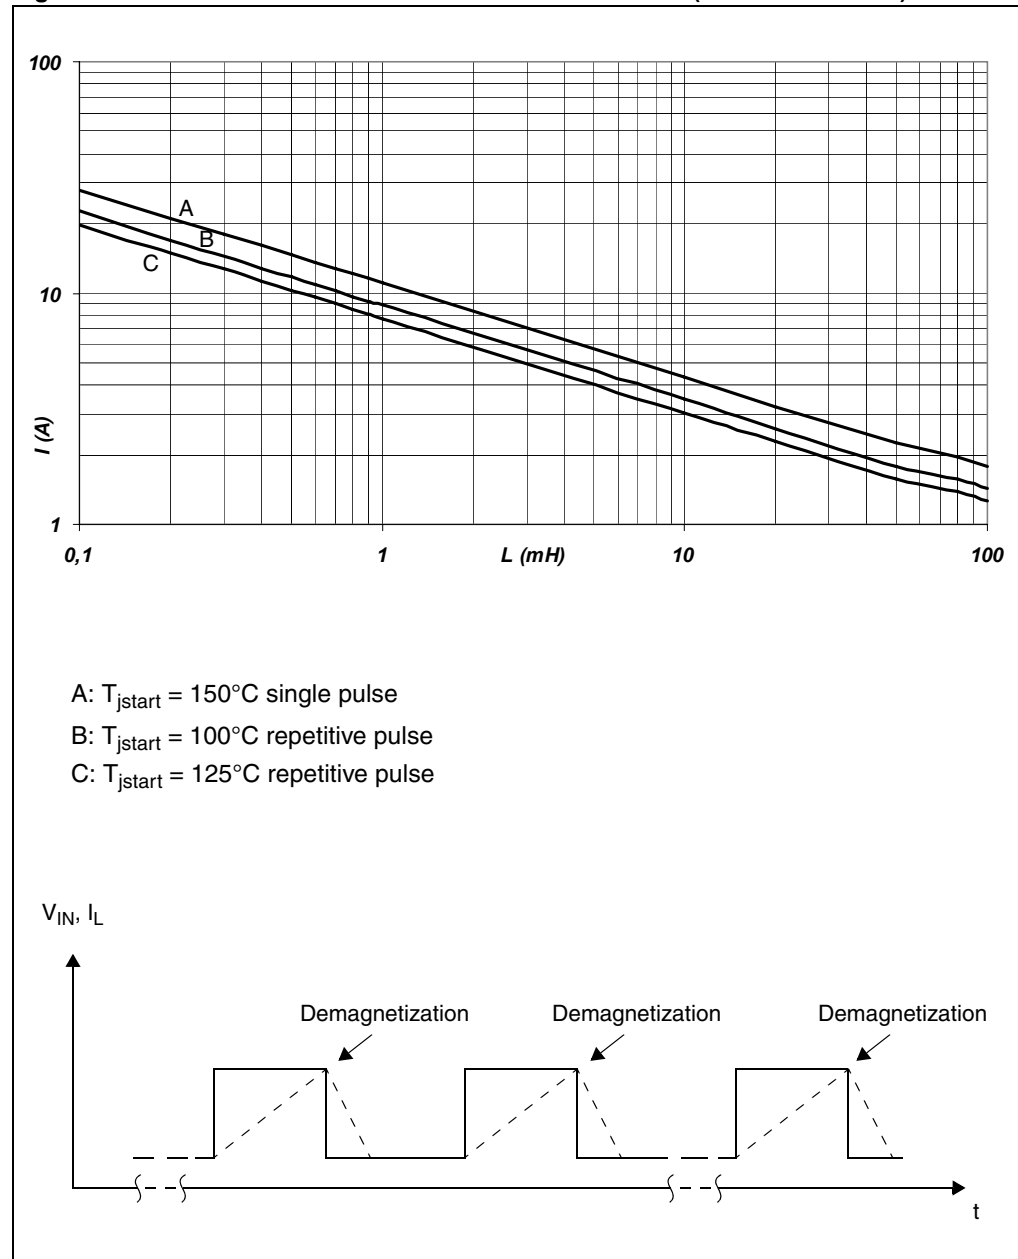 100
A
B
C
10
I (A)
1
0,1
1
L (mH)
10
100
A: Tjstart = 150°C single pulse
B: Tjstart = 100°C repetitive pulse
C: Tjstart = 125°C repetitive pulse
VIN, IL
Demagnetization
Demagnetization
Demagnetization
t